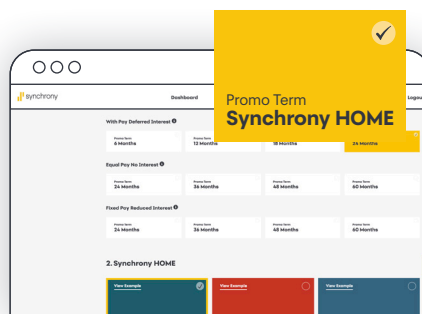 Promo Term
Synchrony HOME
synchrony
Dashboard
Logout
With Pay Deferred Interest
Promo Term
6 Months
Promo Term
12 Months
18 Months
24 Months
Equal Pay No Interest
Promo Term
24 Months
Promo Term
36 Months
Promo Term
48 Months
Promo Term
60 Months
Fixed Pay Reduced Interest
Promo Term
24 Months
Promo Term
36 Months
Promo Term
48 Months
Promo Term
60 Months
2. Synchrony HOME
View Example
View Example
View Example